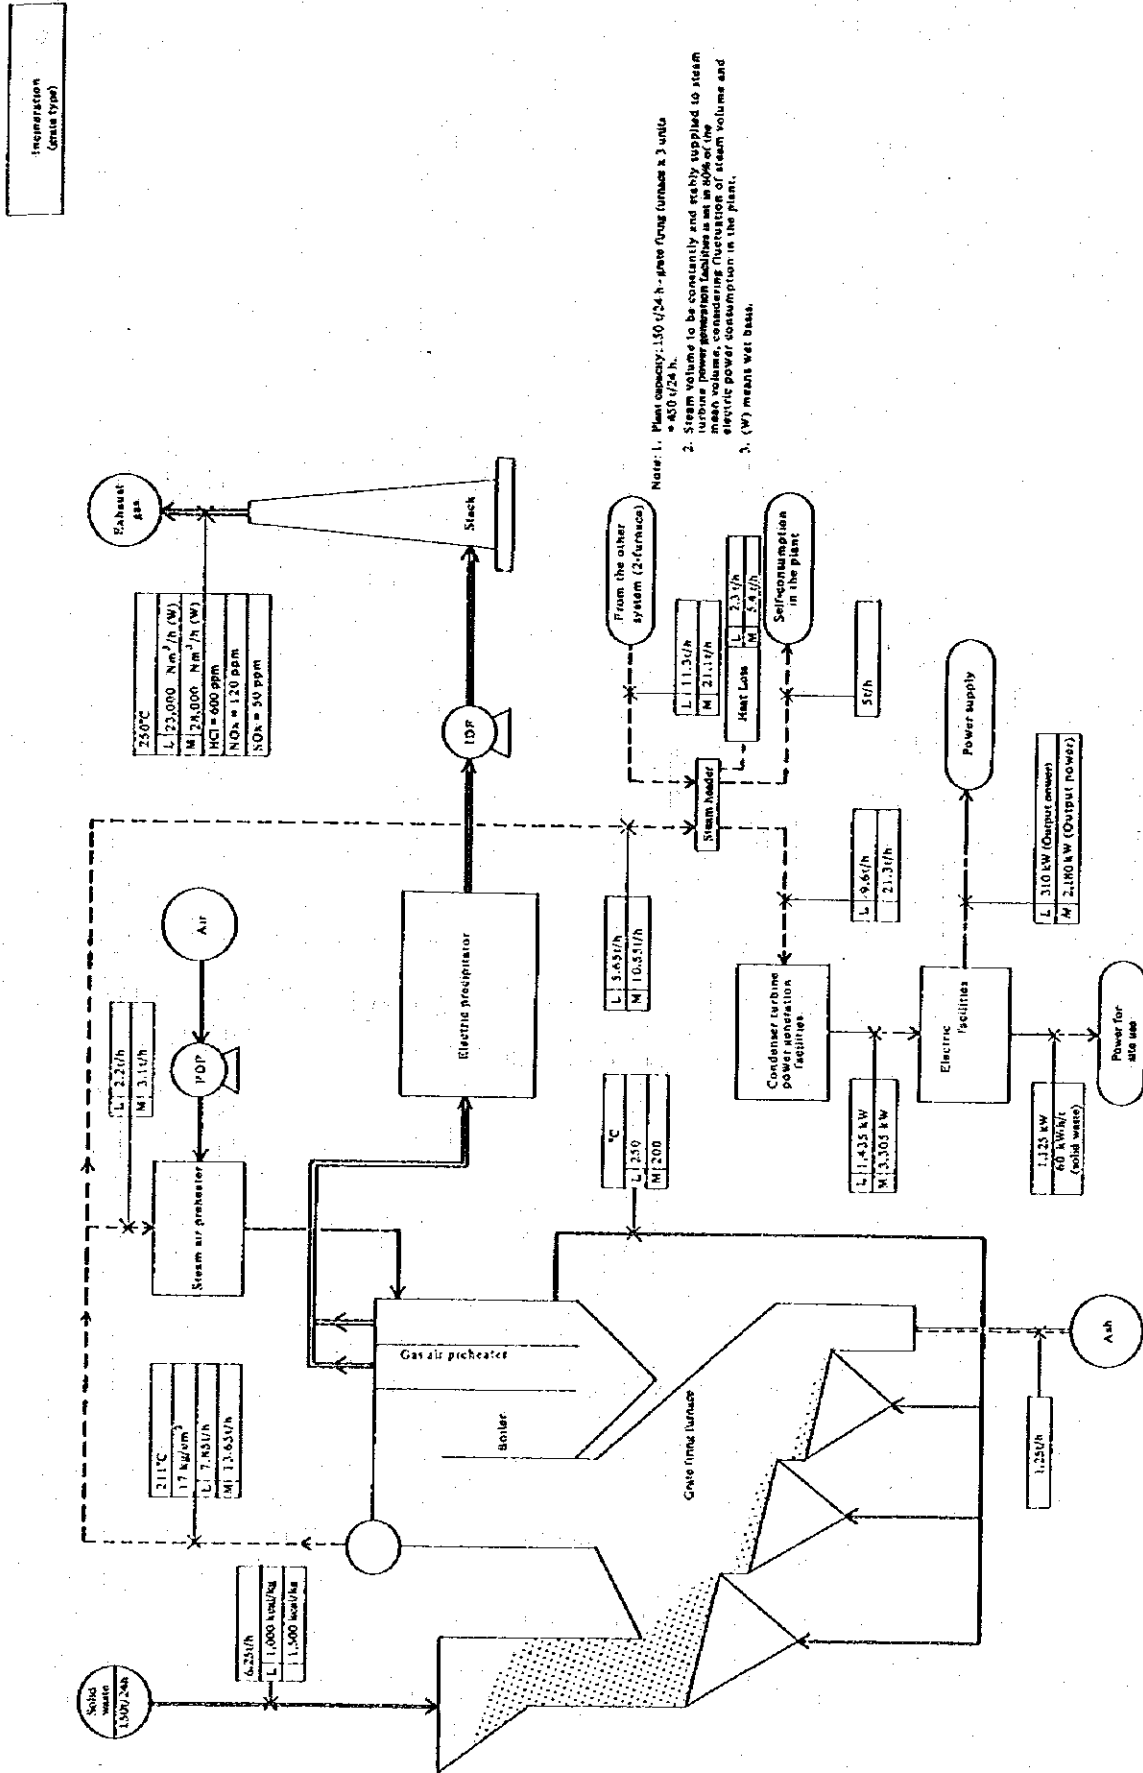 Incineration
(grate type)
Solid
waste
150t/24h
6.25t/h
L 1,000 kcal/kg
1,500 kcal/kg
211°C
17 kg/cm²
L 7.85t/h
M 13.65t/h
L 2.2t/h
M 3.1t/h
Steam air preheater
Air
250°C
L 23,000 Nm³/h (W)
M 28,000 Nm³/h (W)
HCl = 600 ppm
NOx = 120 ppm
SOx = 50 ppm
Exhaust
gas
Stack
IDF
Electric precipitator
Gas air preheater
Boiler
Grate firing furnace
°C
L 250
M 200
L 5.65t/h
M 10.55t/h
Steam header
From the other
system (2-furnace)
L 11.3t/h
M 21.1t/h
Heat Loss
L 2.3 t/h
M 5.4 t/h
Self-consumption
in the plant
5t/h
L 9.6t/h
21.3t/h
Condenser turbine
power generation
facilities
L 1,435 kW
M 3,305 kW
Electric
facilities
Power supply
L 310 kW (Output power)
M 2,180 kW (Output power)
1,125 kW
60 kW.h/t
(solid waste)
Power for
site use
Ash
1.25t/h
Note: 1. Plant capacity: 150 t/24 h - grate firing furnace x 3 units
= 450 t/24 h.
2. Steam volume to be constantly and stably supplied to steam
turbine power generation facilities is set in 80% of the
mean volume, considering fluctuation of steam volume and
electric power consumption in the plant.
3. (W) means wet basis.